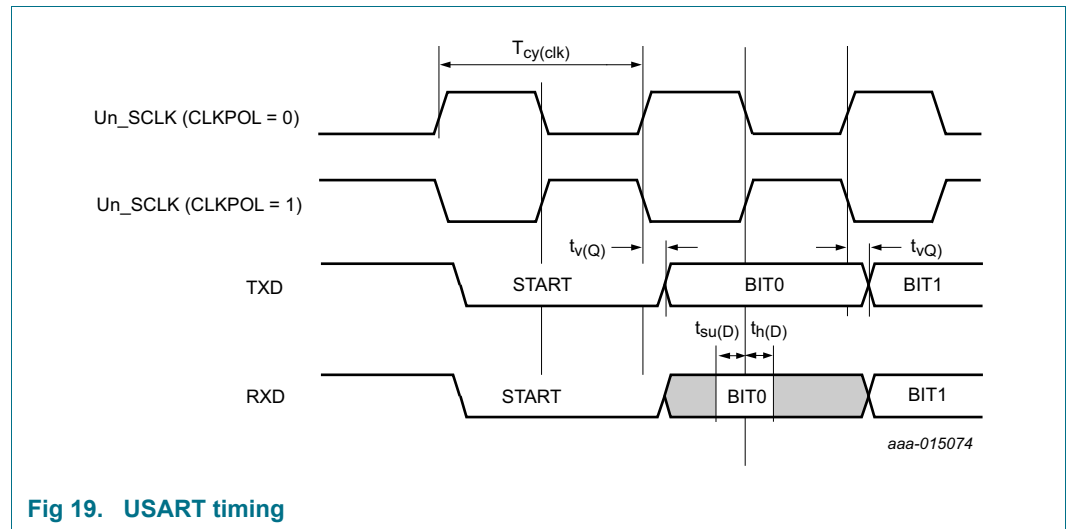 Tcy(clk)
Un_SCLK (CLKPOL = 0)
Un_SCLK (CLKPOL = 1)
tv(Q)
tvQ)
TXD
START
BIT0
BIT1
tsu(D)
th(D)
RXD
START
BIT0
BIT1
aaa-015074
Fig 19. USART timing